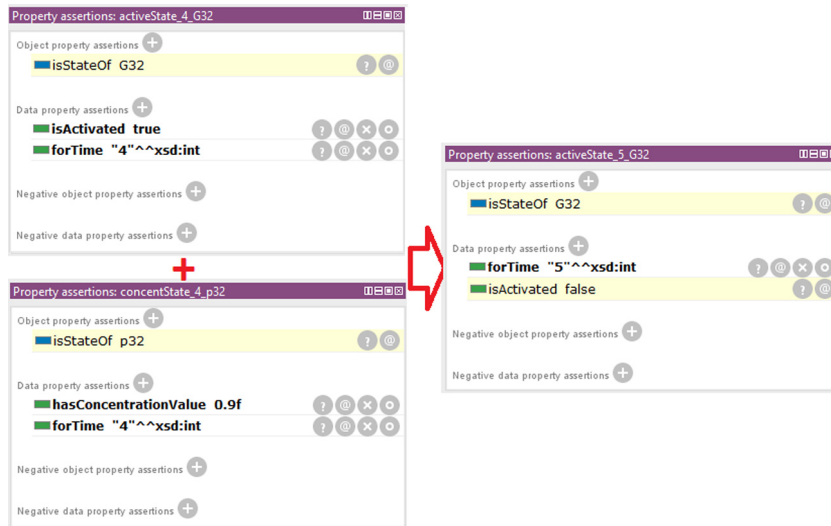 Property assertions: activeState_4_G32
Object property assertions
isStateOf G32
Data property assertions
isActivated true
forTime "4"^^xsd:int
Negative object property assertions
Negative data property assertions
+
Property assertions: concentState_4_p32
Object property assertions
isStateOf p32
Data property assertions
hasConcentrationValue 0.9f
forTime "4"^^xsd:int
Negative object property assertions
Negative data property assertions
Property assertions: activeState_5_G32
Object property assertions
isStateOf G32
Data property assertions
forTime "5"^^xsd:int
isActivated false
Negative object property assertions
Negative data property assertions